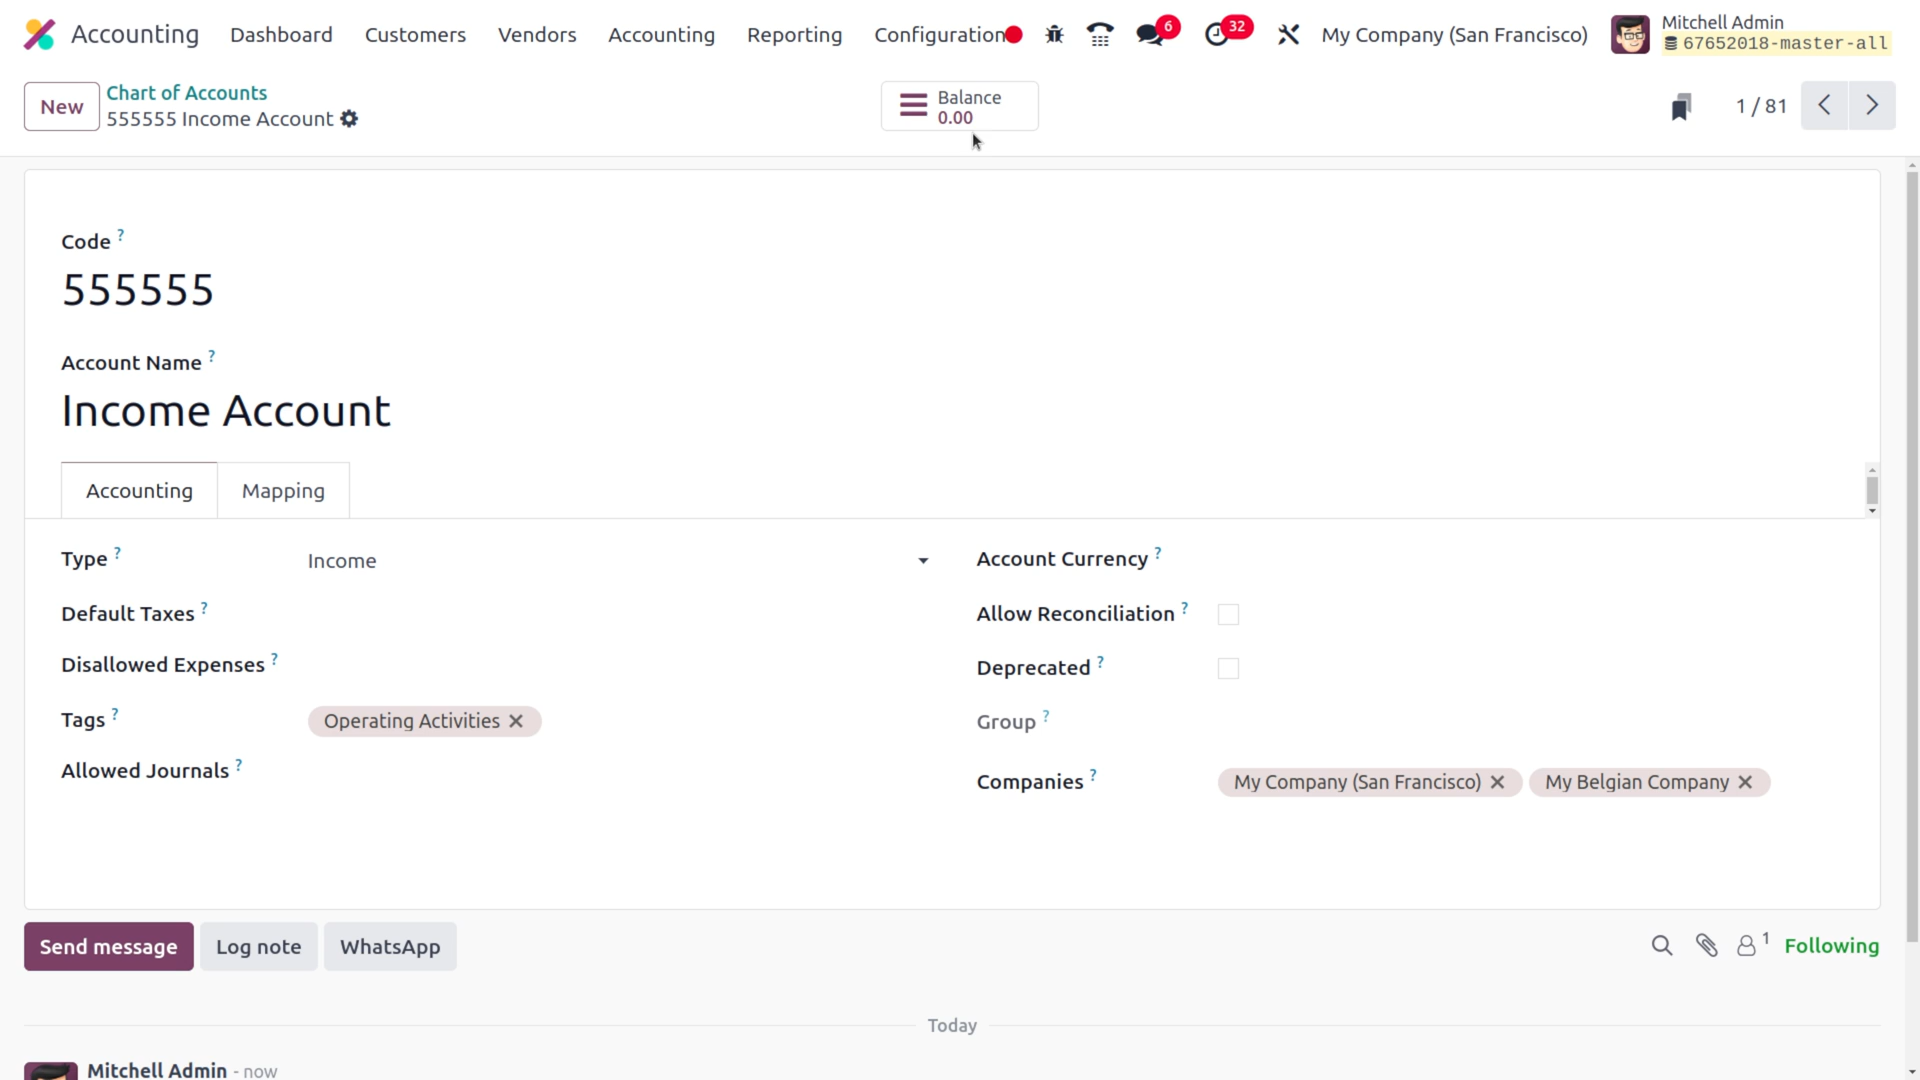 Accounting Dashboard Customers Vendors Accounting Reporting Configuration 6 32 My Company (San Francisco) Mitchell Admin
67652018-master-all
New Chart of Accounts
555555 Income Account
Balance
0.00
1 / 81
Code ?
555555
Account Name ?
Income Account
Accounting Mapping
Type ? Income
Default Taxes ?
Disallowed Expenses ?
Tags ? Operating Activities
Allowed Journals ?
Account Currency ?
Allow Reconciliation ?
Deprecated ?
Group ?
Companies ? My Company (San Francisco) My Belgian Company
Send message Log note WhatsApp 1 Following
Today
Mitchell Admin - now